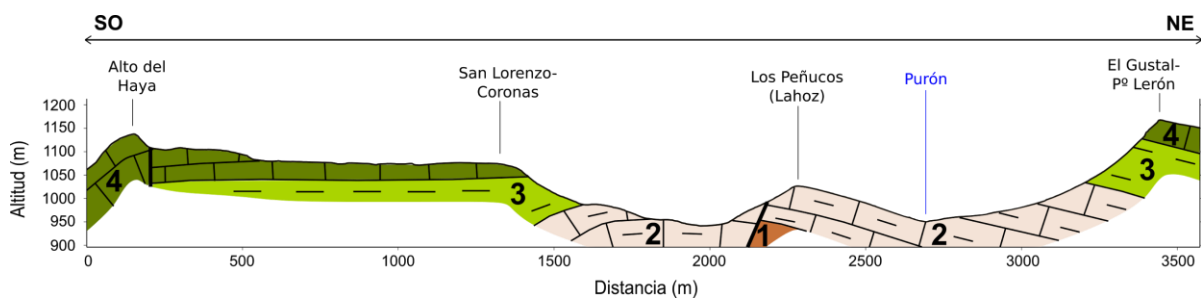 SO
NE
Alto del
Haya
San Lorenzo-
Coronas
Los Peñucos
(Lahoz)
Purón
El Gustal-
Pº Lerón
Altitud (m)
1200
1150
1100
1050
1000
950
900
4
3
2
1
2
3
4
0
500
1000
1500
2000
2500
3000
3500
Distancia (m)